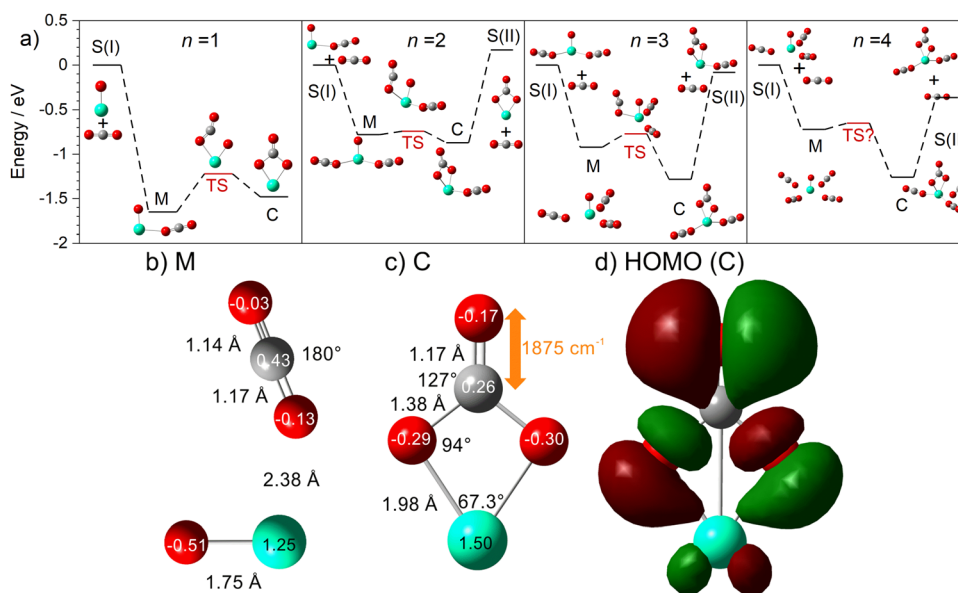 a)
Energy / eV
0.5
0
-0.5
-1.0
-1.5
-2
n =1
S(I)
+
M
TS
C
n =2
+
S(I)
M
TS
C
S(II)
+
n =3
+
S(I)
M
TS
C
+
S(II)
n =4
+
S(I)
M
TS?
C
+
S(I
b) M
-0.03
1.14 Å
0.43
180°
1.17 Å
-0.13
2.38 Å
-0.51
1.25
1.75 Å
c) C
-0.17
1.17 Å
1875 cm-1
127°
0.26
1.38 Å
-0.29
94°
-0.30
1.98 Å
67.3°
1.50
d) HOMO (C)